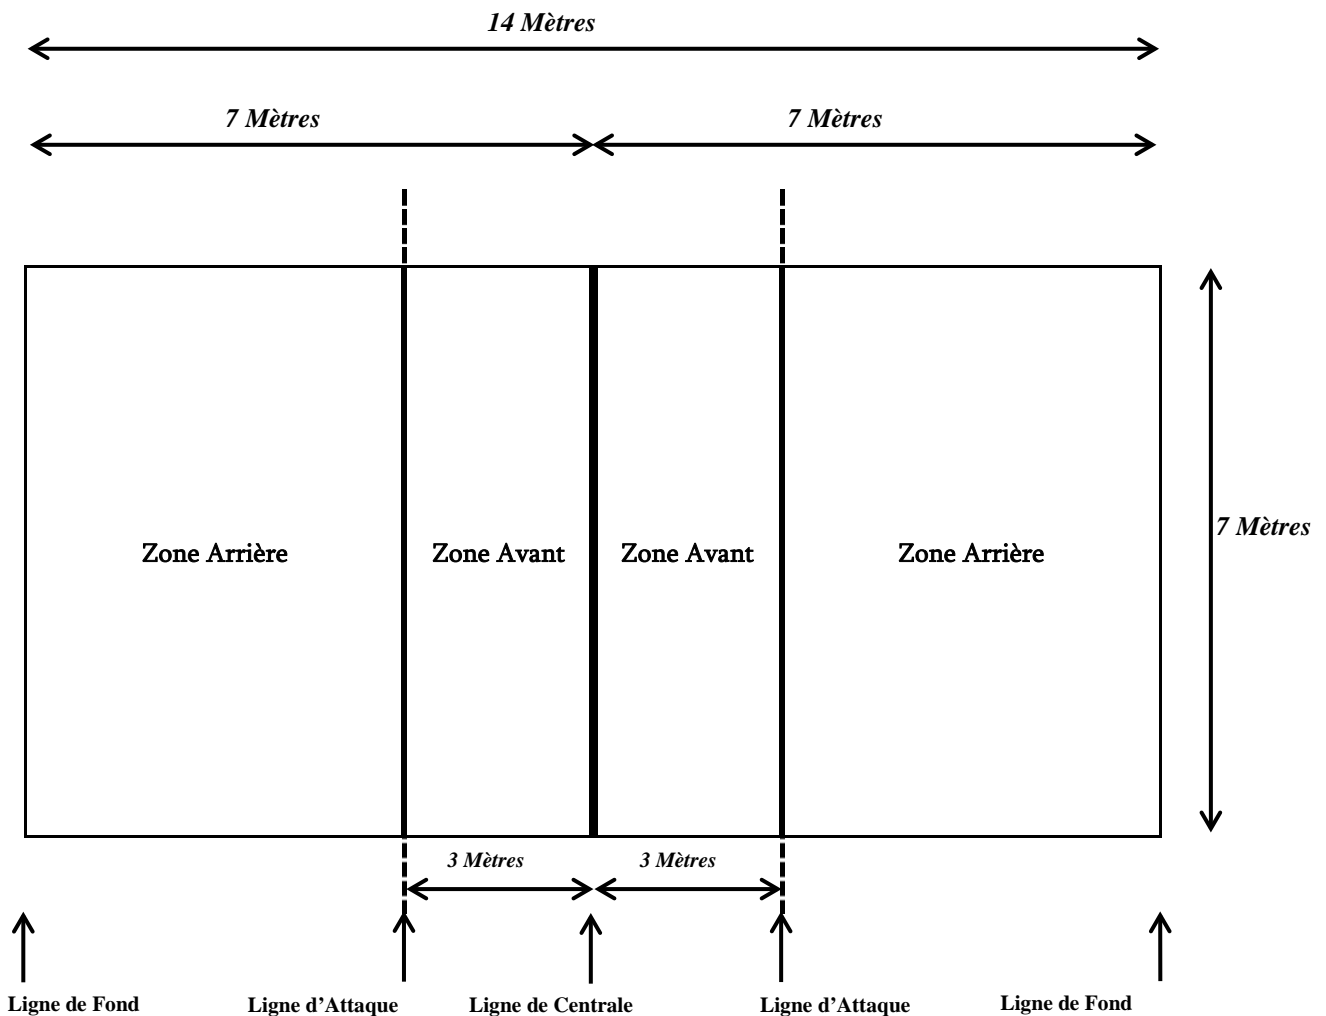 14 Mètres
7 Mètres
7 Mètres
7 Mètres
Zone Arrière
Zone Avant
Zone Avant
Zone Arrière
3 Mètres
3 Mètres
Ligne de Fond
Ligne d’Attaque
Ligne de Centrale
Ligne d’Attaque
Ligne de Fond